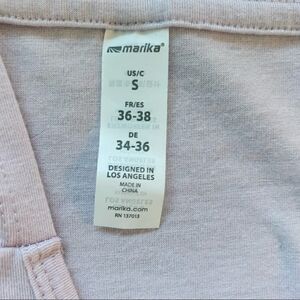 marika®
US/C
S
FR/ES
36-38
DE
34-36
DESIGNED IN
LOS ANGELES
MADE IN
CHINA
marika.com
RN 137013